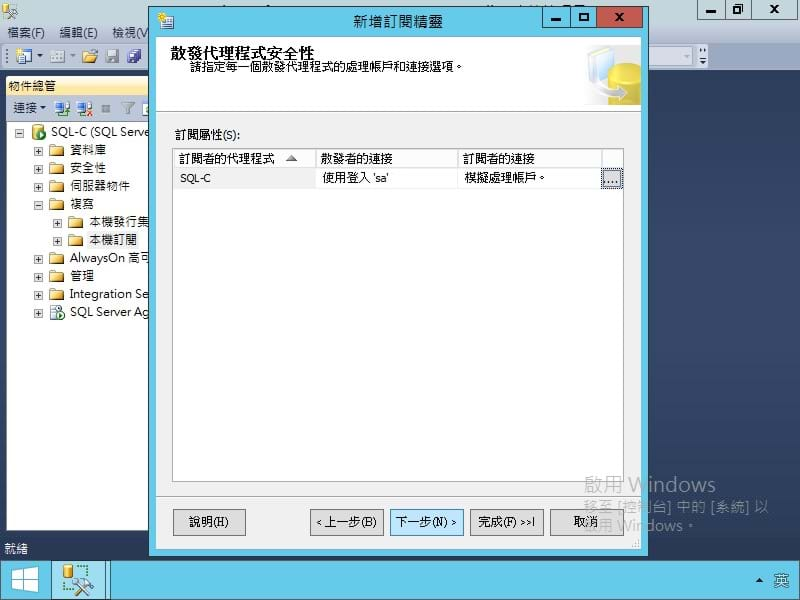 新增訂閱精靈
檔案(F) 編輯(E) 檢視(V
物件總管
連接
SQL-C (SQL Serve
資料庫
安全性
伺服器物件
複寫
本機發行集
本機訂閱
AlwaysOn 高可
管理
Integration Se
SQL Server Ag
散發代理程式安全性
請指定每一個散發代理程式的處理帳戶和連接選項。
訂閱屬性(S):
訂閱者的代理程式 散發者的連接 訂閱者的連接
SQL-C 使用登入 'sa' 模擬處理帳戶。 ...
說明(H) < 上一步(B) 下一步(N) > 完成(F) >>| 取消
啟用 Windows
移至 [控制台] 中的 [系統] 以
啟用 Windows。
就緒
英